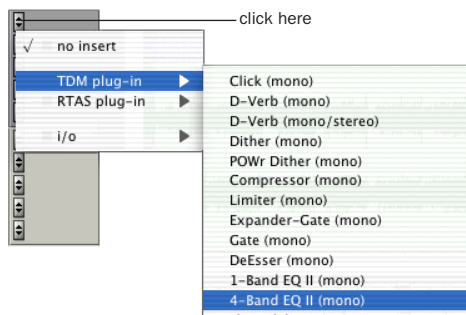 click here
√ no insert
TDM plug-in
RTAS plug-in
i/o
Click (mono)
D-Verb (mono)
D-Verb (mono/stereo)
Dither (mono)
POWr Dither (mono)
Compressor (mono)
Limiter (mono)
Expander-Gate (mono)
Gate (mono)
DeEsser (mono)
1-Band EQ II (mono)
4-Band EQ II (mono)